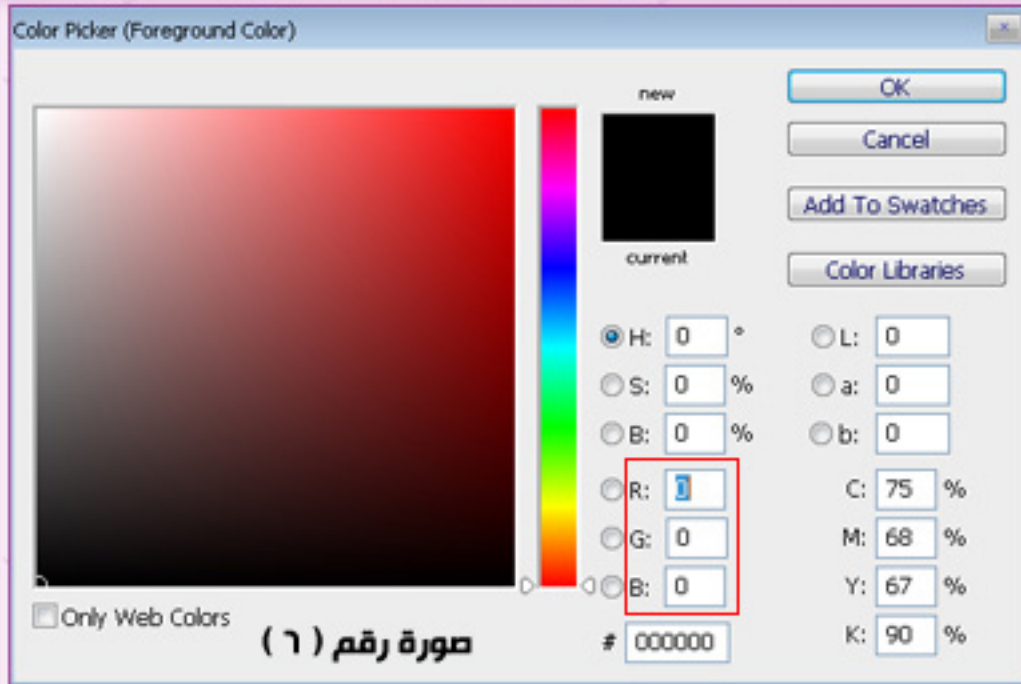 Color Picker (Foreground Color)
new
current
OK
Cancel
Add To Swatches
Color Libraries
H: 0 °
S: 0 %
B: 0 %
R: 0
G: 0
B: 0
# 000000
L: 0
a: 0
b: 0
C: 75 %
M: 68 %
Y: 67 %
K: 90 %
Only Web Colors
صورة رقم ( ٦ )